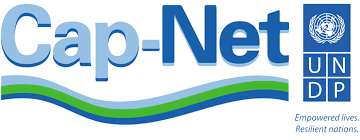 Cap-Net
U N
D P
Empowered lives.
Resilient nations.